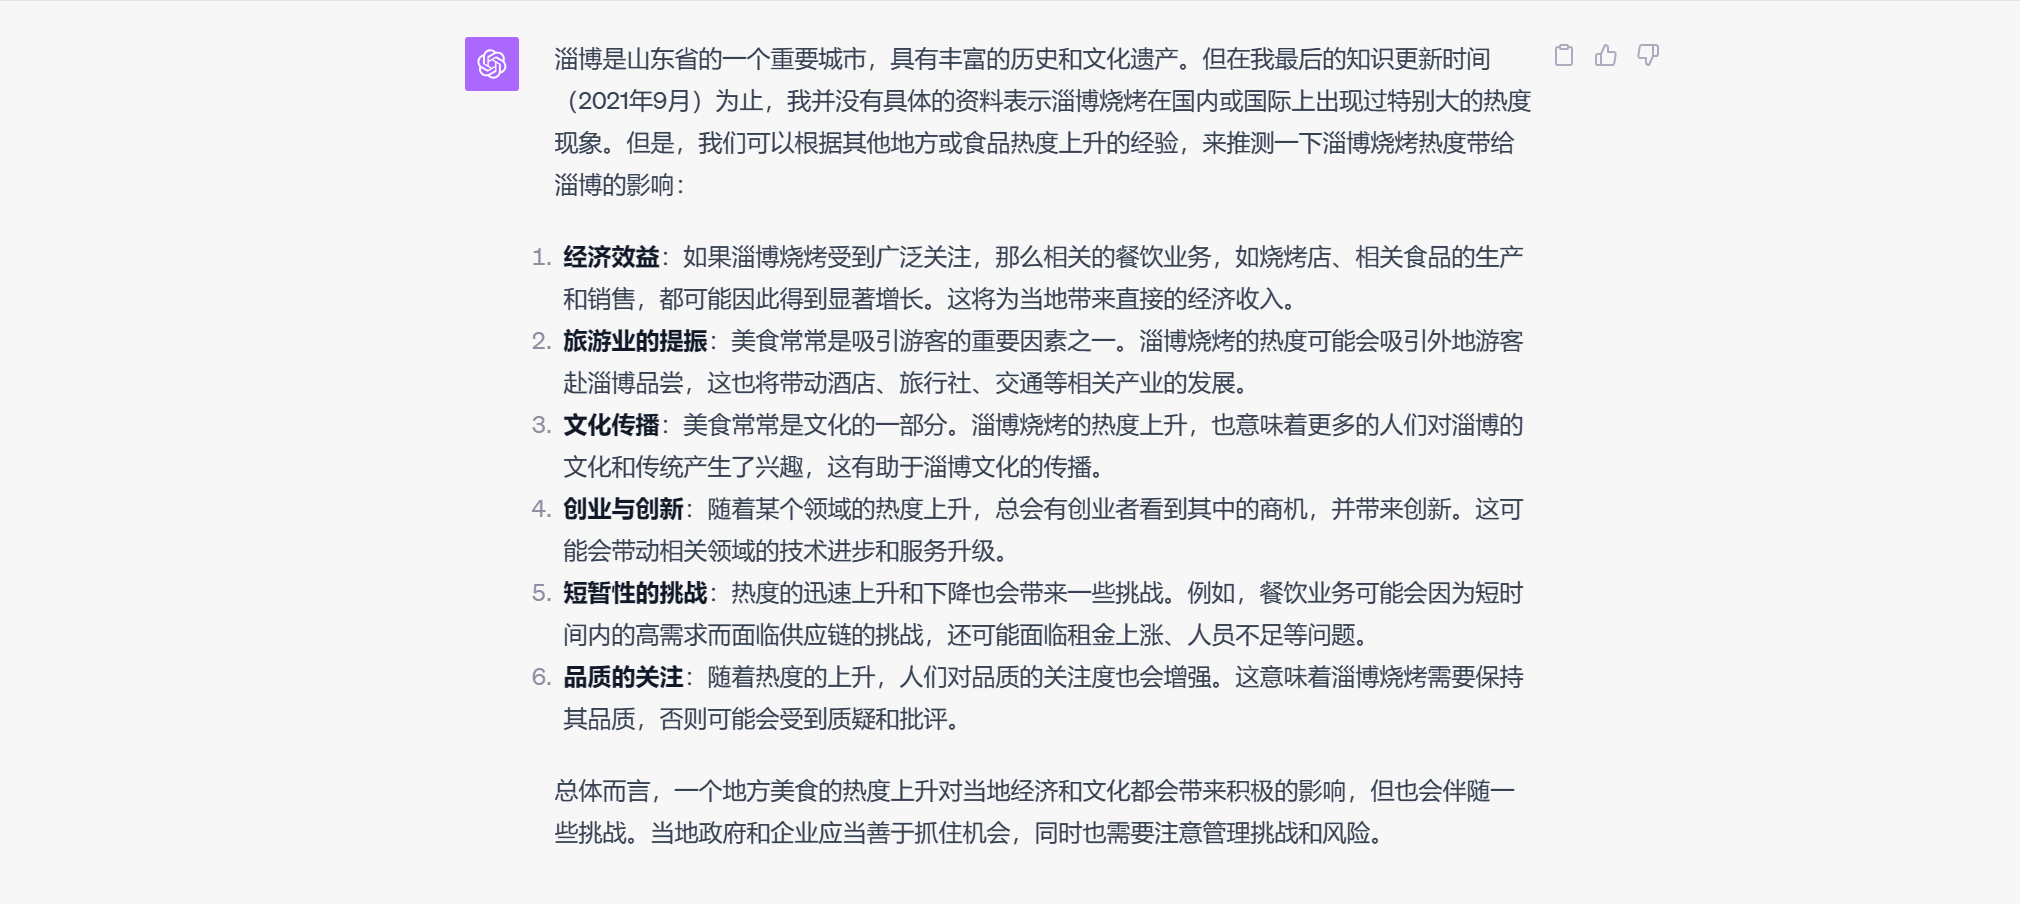 淄博是山东省的一个重要城市，具有丰富的历史和文化遗产。但在我最后的知识更新时间
（2021年9月）为止，我并没有具体的资料表示淄博烧烤在国内或国际上出现过特别大的热度
现象。但是，我们可以根据其他地方或食品热度上升的经验，来推测一下淄博烧烤热度带给
淄博的影响：
1. 经济效益：如果淄博烧烤受到广泛关注，那么相关的餐饮业务，如烧烤店、相关食品的生产
和销售，都可能因此得到显著增长。这将为当地带来直接的经济收入。
2. 旅游业的提振：美食常常是吸引游客的重要因素之一。淄博烧烤的热度可能会吸引外地游客
赴淄博品尝，这也将带动酒店、旅行社、交通等相关产业的发展。
3. 文化传播：美食常常是文化的一部分。淄博烧烤的热度上升，也意味着更多的人们对淄博的
文化和传统产生了兴趣，这有助于淄博文化的传播。
4. 创业与创新：随着某个领域的热度上升，总会有创业者看到其中的商机，并带来创新。这可
能会带动相关领域的技术进步和服务升级。
5. 短暂性的挑战：热度的迅速上升和下降也会带来一些挑战。例如，餐饮业务可能会因为短时
间内的高需求而面临供应链的挑战，还可能面临租金上涨、人员不足等问题。
6. 品质的关注：随着热度的上升，人们对品质的关注度也会增强。这意味着淄博烧烤需要保持
其品质，否则可能会受到质疑和批评。
总体而言，一个地方美食的热度上升对当地经济和文化都会带来积极的影响，但也会伴随一
些挑战。当地政府和企业应当善于抓住机会，同时也需要注意管理挑战和风险。